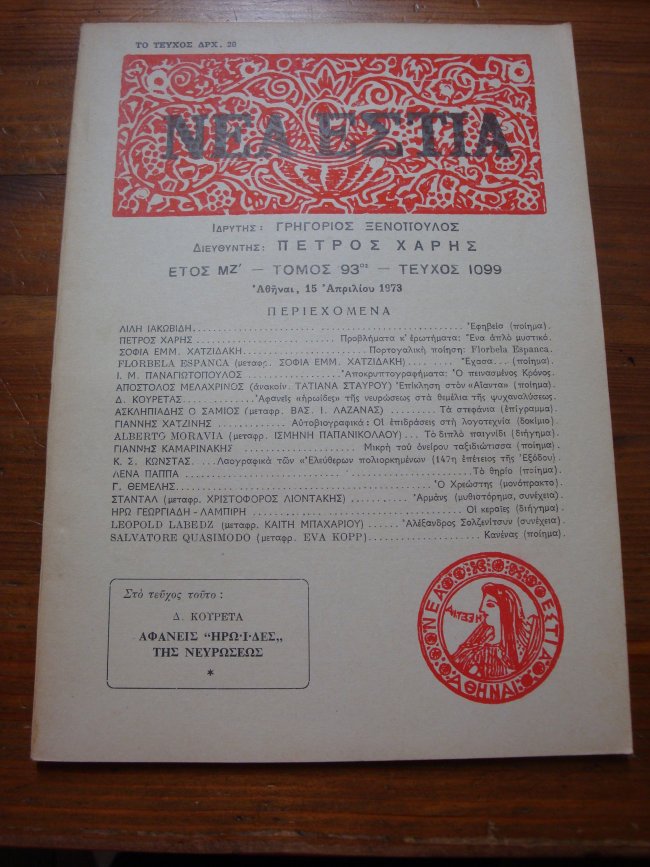 ΤΟ ΤΕΥΧΟΣ ΔΡΧ. 20
ΝΕΑ ΕΣΤΙΑ
ΙΔΡΥΤΗΣ: ΓΡΗΓΟΡΙΟΣ ΞΕΝΟΠΟΥΛΟΣ
ΔΙΕΥΘΥΝΤΗΣ: ΠΕΤΡΟΣ ΧΑΡΗΣ
ΕΤΟΣ ΜΖ' — ΤΟΜΟΣ 93ος — ΤΕΥΧΟΣ 1099
Ἀθῆναι, 15 Ἀπριλίου 1973
ΠΕΡΙΕΧΟΜΕΝΑ
ΛΙΛΗ ΙΑΚΩΒΙΔΗ........ Ἐφηβεία (ποίημα).
ΠΕΤΡΟΣ ΧΑΡΗΣ........ Προβλήματα κ' ἐρωτήματα: Ἕνα ἁπλὸ μυστικό.
ΣΟΦΙΑ ΕΜΜ. ΧΑΤΖΙΔΑΚΗ........ Πορτογαλικὴ ποίηση: Florbela Espanca.
FLORBELA ESPANCA (μεταφρ. ΣΟΦΙΑ ΕΜΜ. ΧΑΤΖΙΔΑΚΗ)........ Ἔχασα... (ποίημα).
Ι. Μ. ΠΑΝΑΓΙΩΤΟΠΟΥΛΟΣ........ Ἀποκρυπτογραφήματα: Ὁ πεινασμένος Κρόνος.
ΑΠΟΣΤΟΛΟΣ ΜΕΛΑΧΡΙΝΟΣ (ἀνακοίν. ΤΑΤΙΑΝΑ ΣΤΑΥΡΟΥ) Ἐπίκληση στὸν «Αἴαντα» (ποίημα).
Δ. ΚΟΥΡΕΤΑΣ........ Ἀφανεῖς «ἡρωίδες» τῆς νευρώσεως στὰ θεμέλια τῆς ψυχαναλύσεως.
ΑΣΚΛΗΠΙΑΔΗΣ Ο ΣΑΜΙΟΣ (μεταφρ. ΒΑΣ. Ι. ΛΑΖΑΝΑΣ) ........ Τὰ στεφάνια (ἐπίγραμμα).
ΓΙΑΝΝΗΣ ΧΑΤΖΙΝΗΣ ........ Αὐτοβιογραφικά: Οἱ ἐπιδράσεις στὴ λογοτεχνία (δοκίμιο).
ALBERTO MORAVIA (μεταφρ. ΙΣΜΗΝΗ ΠΑΠΑΝΙΚΟΛΑΟΥ)... Τὸ διπλὸ παιγνίδι (διήγημα).
ΓΙΑΝΝΗΣ ΚΑΜΑΡΙΝΑΚΗΣ ........ Μικρὴ τοῦ ὀνείρου ταξιδιώτισσα (ποίημα).
Κ. Σ. ΚΩΝΣΤΑΣ..... Λαογραφικὰ τῶν «Ἐλεύθερων πολιορκημένων (147η ἐπέτειος τῆς Ἐξόδου).
ΛΕΝΑ ΠΑΠΠΑ ........ Τὸ θηρίο (ποίημα).
Γ. ΘΕΜΕΛΗΣ........ Ὁ Χρεώστης (μονόπρακτο).
ΣΤΑΝΤΑΛ (μεταφρ. ΧΡΙΣΤΟΦΟΡΟΣ ΛΙΟΝΤΑΚΗΣ) ........ Ἀρμάνς (μυθιστόρημα, συνέχεια).
ΗΡΩ ΓΕΩΡΓΙΑΔΗ - ΛΑΜΠΙΡΗ ........ Οἱ κεραῖες (διήγημα).
LEOPOLD LABEDZ (μεταφρ. ΚΑΙΤΗ ΜΠΑΧΑΡΙΟΥ) ...... Ἀλέξανδρος Σολζενίτσυν (συνέχεια).
SALVATORE QUASIMODO (μεταφρ. EVA KOPP)........ Κανένας (ποίημα).
Στὸ τεῦχος τοῦτο:
Δ. ΚΟΥΡΕΤΑ
ΑΦΑΝΕΙΣ "ΗΡΩ·Ι·ΔΕΣ„
ΤΗΣ ΝΕΥΡΩΣΕΩΣ
*
ΝΕΑ ΕΣΤΙΑ
ΑΘΗΝΑΙ